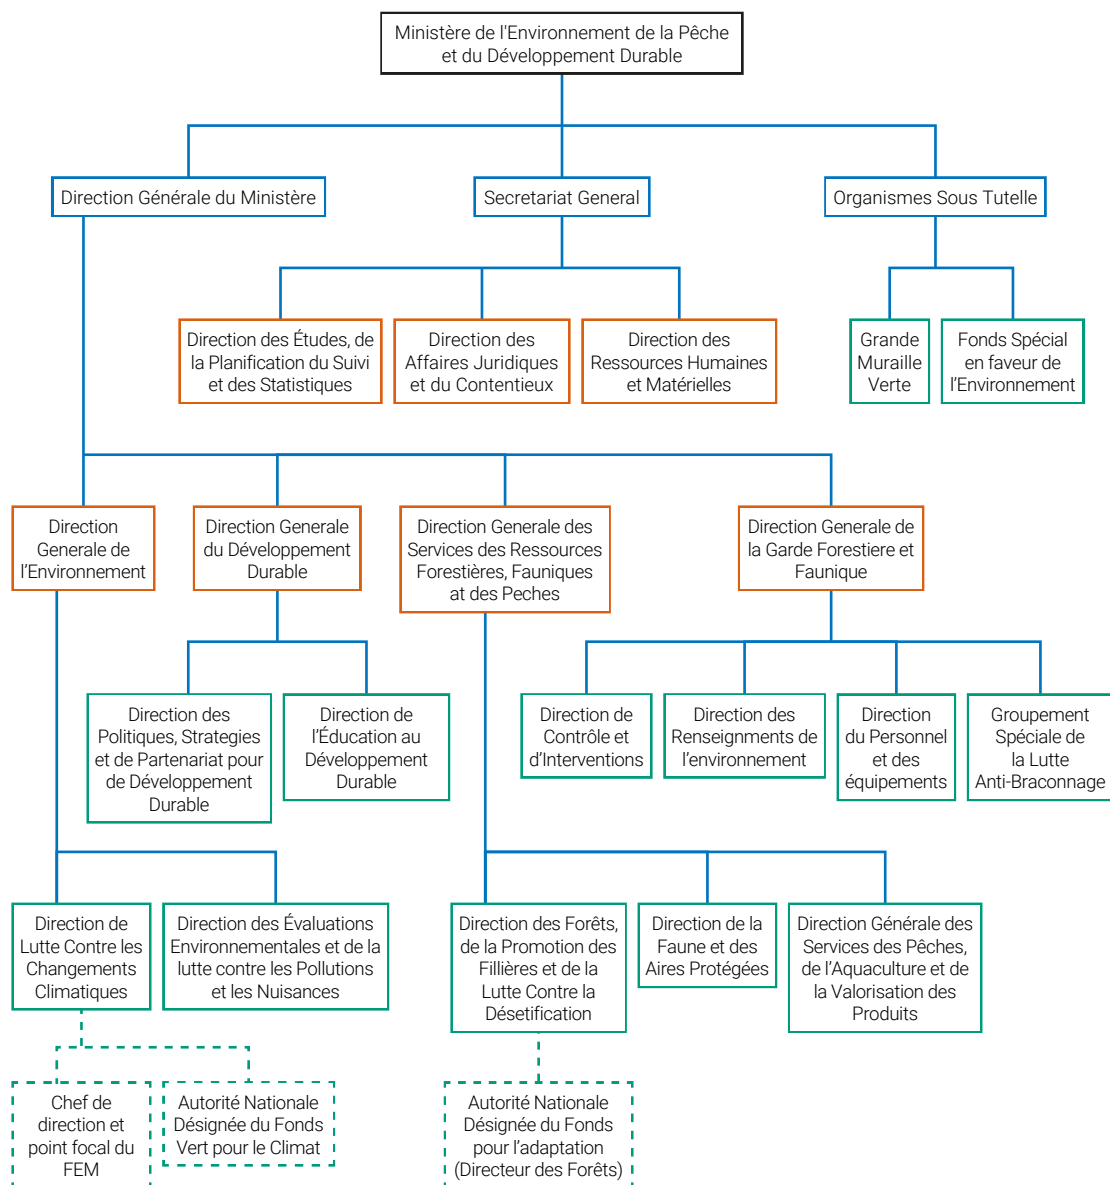 Ministère de l'Environnement de la Pêche
et du Développement Durable
Direction Générale du Ministère
Secretariat General
Organismes Sous Tutelle
Direction des Études, de
la Planification du Suivi
et des Statistiques
Direction des
Affaires Juridiques
et du Contentieux
Direction des
Ressources Humaines
et Matérielles
Grande
Muraille
Verte
Fonds Spécial
en faveur de
l'Environnement
Direction
Generale de
l'Environnement
Direction Generale
du Développement
Durable
Direction Generale des
Services des Ressources
Forestières, Fauniques
at des Peches
Direction Generale de
la Garde Forestiere et
Faunique
Direction des
Politiques, Strategies
et de Partenariat pour
de Développement
Durable
Direction de
l'Éducation au
Développement
Durable
Direction de
Contrôle et
d'Interventions
Direction des
Renseignments de
l'environnement
Direction
du Personnel
et des
équipements
Groupement
Spéciale de
la Lutte
Anti-Braconnage
Direction de
Lutte Contre les
Changements
Climatiques
Direction des Évaluations
Environmentales et de la
lutte contre les Pollutions
et les Nuisances
Direction des Forêts,
de la Promotion des
Fillières et de la
Lutte Contre la
Désetification
Direction de la
Faune et des
Aires Protégées
Direction Générale des
Services des Pêches,
de l'Aquaculture et de
la Valorisation des
Produits
Chef de
direction et
point focal du
FEM
Autorité Nationale
Désignée du Fonds
Vert pour le Climat
Autorité Nationale
Désignée du Fonds
pour l'adaptation
(Directeur des Forêts)